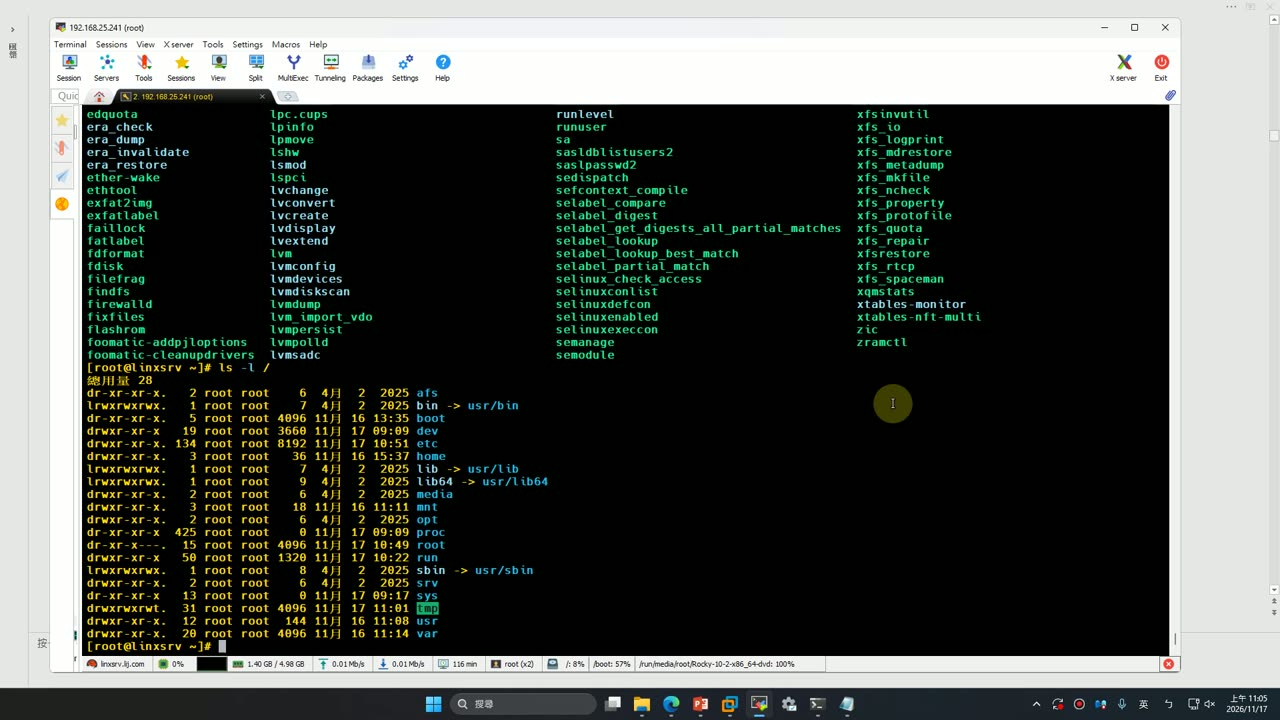 192.168.25.241 (root)
Terminal Sessions View X server Tools Settings Macros Help
Session Servers Tools Sessions View Split MultiExec Tunneling Packages Settings Help X server Exit
Quic 2. 192.168.25.241 (root)
edquota lpc.cups runlevel xfsinvutil
era_check lpinfo runuser xfs_io
era_dump lpmove sa xfs_logprint
era_invalidate lshw sasldblistusers2 xfs_mdrestore
era_restore lsmod saslpasswd2 xfs_metadump
ether-wake lspci sedispatch xfs_mkfile
ethtool lvchange sefcontext_compile xfs_ncheck
exfat2img lvconvert selabel_compare xfs_property
exfatlabel lvcreate selabel_digest xfs_protofile
faillock lvdisplay selabel_get_digests_all_partial_matches xfs_quota
fatlabel lvextend selabel_lookup xfs_repair
fdformat lvm selabel_lookup_best_match xfsrestore
fdisk lvmconfig selabel_partial_match xfs_rtcp
filefrag lvmdevices selinux_check_access xfs_spaceman
findfs lvmdiskscan selinuxconlist xqmstats
firewalld lvmdump selinuxdefcon xtables-monitor
fixfiles lvm_import_vdo selinuxenabled xtables-nft-multi
flashrom lvmpersist selinuxexeccon zic
foomatic-addpjloptions lvmpolld semanage zramctl
foomatic-cleanupdrivers lvmsadc semodule
[root@linxsrv ~]# ls -l /
總用量 28
dr-xr-xr-x. 2 root root 6 4月 2 2025 afs
lrwxrwxrwx. 1 root root 7 4月 2 2025 bin -> usr/bin
dr-xr-xr-x. 5 root root 4096 11月 16 13:35 boot
drwxr-xr-x 19 root root 3660 11月 17 09:09 dev
drwxr-xr-x. 134 root root 8192 11月 17 10:51 etc
drwxr-xr-x. 3 root root 36 11月 16 15:37 home
lrwxrwxrwx. 1 root root 7 4月 2 2025 lib -> usr/lib
lrwxrwxrwx. 1 root root 9 4月 2 2025 lib64 -> usr/lib64
drwxr-xr-x. 2 root root 6 4月 2 2025 media
drwxr-xr-x. 3 root root 18 11月 16 11:11 mnt
drwxr-xr-x. 2 root root 6 4月 2 2025 opt
dr-xr-xr-x 425 root root 0 11月 17 09:09 proc
dr-xr-x---. 15 root root 4096 11月 17 10:49 root
drwxr-xr-x 50 root root 1320 11月 17 10:22 run
lrwxrwxrwx. 1 root root 8 4月 2 2025 sbin -> usr/sbin
drwxr-xr-x. 2 root root 6 4月 2 2025 srv
dr-xr-xr-x 13 root root 0 11月 17 09:17 sys
drwxrwxrwt. 31 root root 4096 11月 17 11:01 tmp
drwxr-xr-x. 12 root root 144 11月 16 11:08 usr
drwxr-xr-x. 20 root root 4096 11月 16 11:14 var
[root@linxsrv ~]#
linxsrv.lij.com 0% 1.40 GB / 4.98 GB 0.01 Mb/s 0.01 Mb/s 116 min root (x2) /: 8% /boot: 57% /run/media/root/Rocky-10-2-x86_64-dvd: 100%
搜尋 英 上午 11:05
2026/11/17